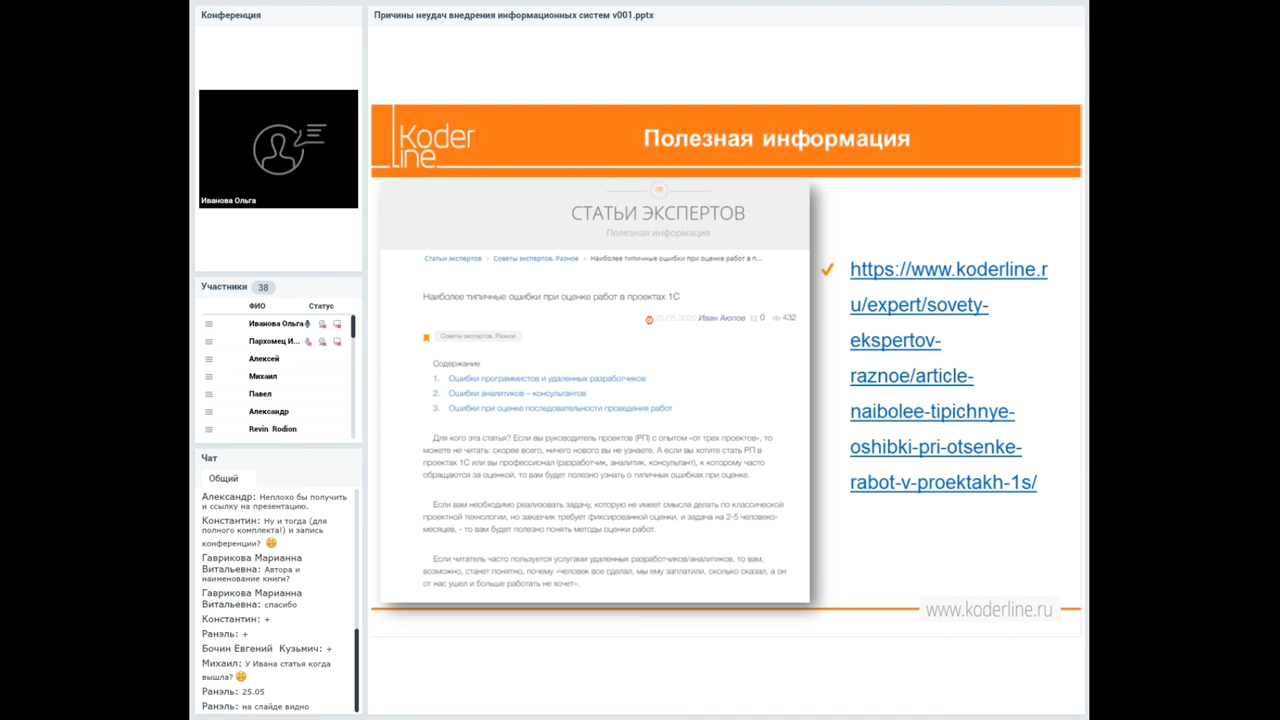 Конференция
Причины неудач внедрения информационных систем v001.pptx
Иванова Ольга
Участники 38
ФИО Статус
Иванова Ольга
Пархомец И...
Алексей
Михаил
Павел
Александр
Revin Rodion
Чат
Общий
Александр: Неплохо бы получить
и ссылку на презентацию.
Константин: Ну и тогда (для
полного комплекта!) и запись
конференции?
Гаврикова Марианна
Витальевна: Автора и
наименование книги?
Гаврикова Марианна
Витальевна: спасибо
Константин: +
Ранэль: +
Бочин Евгений Кузьмич: +
Михаил: У Ивана статья когда
вышла?
Ранэль: 25.05
Ранэль: на слайде видно
Koder
line
Полезная информация
СТАТЬИ ЭКСПЕРТОВ
Полезная информация
Статьи экспертов › Советы экспертов. Разное › Наиболее типичные ошибки при оценке работ в п...
Наиболее типичные ошибки при оценке работ в проектах 1С
25.05.2020 Иван Аюпов 0 432
Советы экспертов. Разное
Содержание
1. Ошибки программистов и удаленных разработчиков
2. Ошибки аналитиков – консультантов
3. Ошибки при оценке последовательности проведения работ
Для кого эта статья? Если вы руководитель проектов (РП) с опытом «от трех проектов», то
можете не читать: скорее всего, ничего нового вы не узнаете. А если вы хотите стать РП в
проектах 1С или вы профессионал (разработчик, аналитик, консультант), к которому часто
обращаются за оценкой, то вам будет полезно узнать о типичных ошибках при оценке.
Если вам необходимо реализовать задачу, которую не имеет смысла делать по классической
проектной технологии, но заказчик требует фиксированной оценки, и задача на 2-5 человеко-
месяцев, - то вам будет полезно понять методы оценки работ.
Если читатель часто пользуется услугами удаленных разработчиков/аналитиков, то вам,
возможно, станет понятно, почему «человек все сделал, мы ему заплатили, сколько сказал, а он
от нас ушел и больше работать не хочет».
https://www.koderline.r
u/expert/sovety-
ekspertov-
raznoe/article-
naibolee-tipichnye-
oshibki-pri-otsenke-
rabot-v-proektakh-1s/
www.koderline.ru